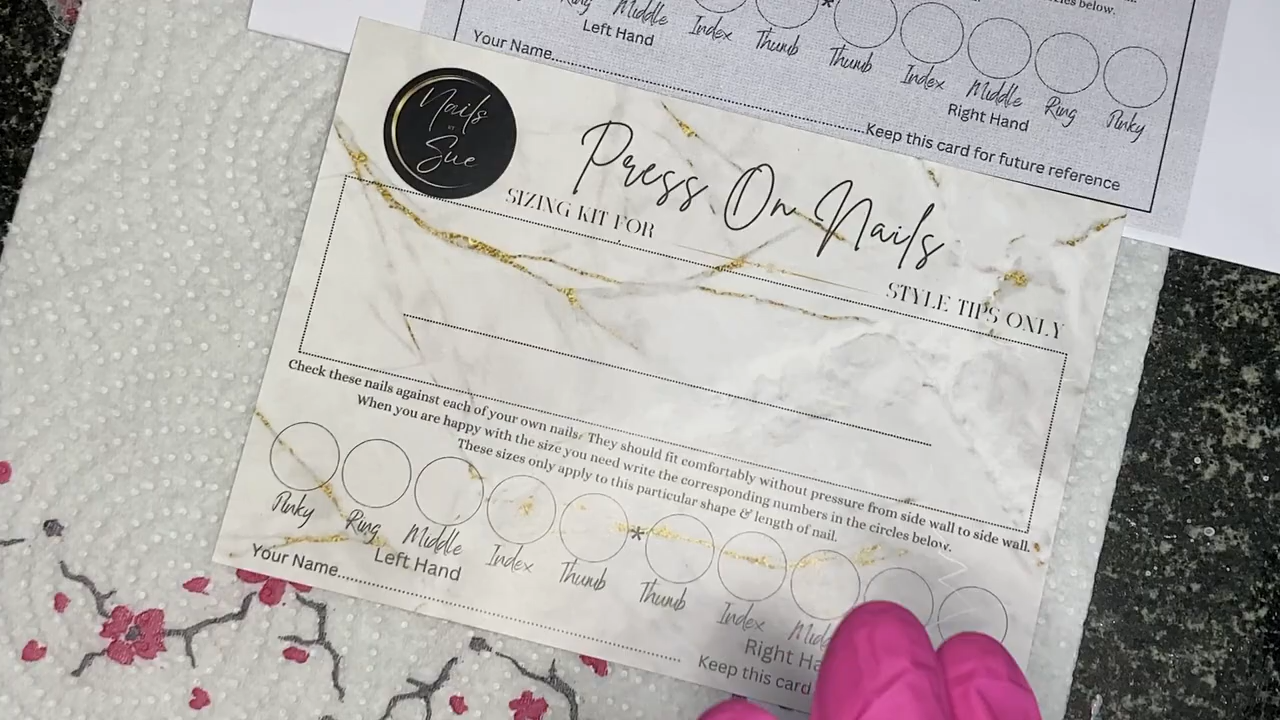 Ring Middle Index Thumb * Thumb Index Middle Ring Pinky
Left Hand
Right Hand
Your Name
Keep this card for future reference
Nails
by
Sue
Press On Nails
SIZING KIT FOR
STYLE TIPS ONLY
Check these nails against each of your own nails. They should fit comfortably without pressure from side wall to side wall.
When you are happy with the size you need write the corresponding numbers in the circles below.
These sizes only apply to this particular shape & length of nail.
*
Pinky Ring Middle Index Thumb Thumb Index
Left Hand
Right
Your Name
Keep this card